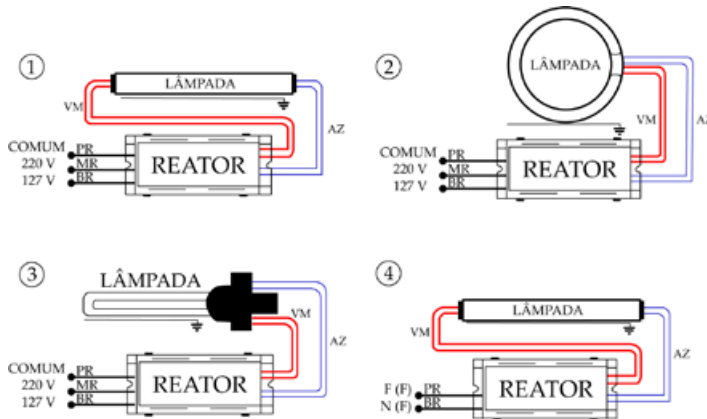 1
LÂMPADA
VM
AZ
COMUM PR
220 V MR
127 V BR
REATOR
2
LÂMPADA
VM
AZ
COMUM PR
220 V MR
127 V BR
REATOR
3
LÂMPADA
VM
AZ
COMUM PR
220 V MR
127 V BR
REATOR
4
LÂMPADA
VM
AZ
F (F) PR
N (F) BR
REATOR